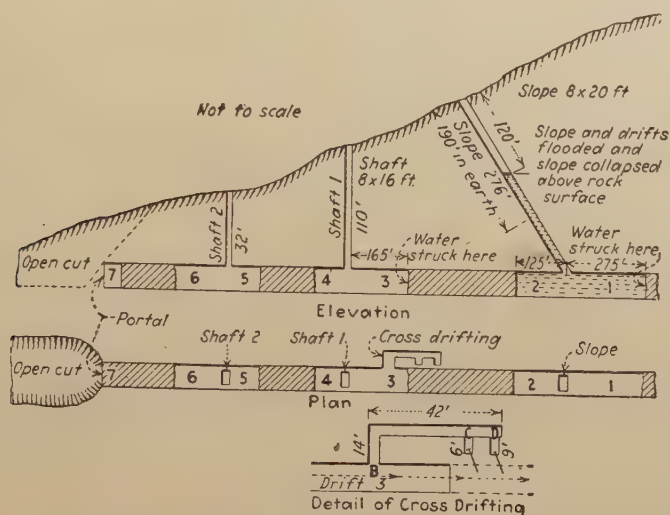 Not to scale
Slope 8 x 20 ft
120'
Slope 276'
190' in earth
Slope and drifts
flooded and
slope collapsed
above rock
surface
Shaft
8x16 ft.
Shaft 1
110'
Shaft 2
32'
Water
struck here
165'
Water
struck here
125'
275'
Open cut
7
6
5
4
3
2
1
Elevation
Portal
Shaft 2
Shaft 1.
Cross drifting
Slope
Open cut
7
6
5
4
3
2
1
Plan
42'
14'
6'
9'
B
Drift 3
Detail of Cross Drifting